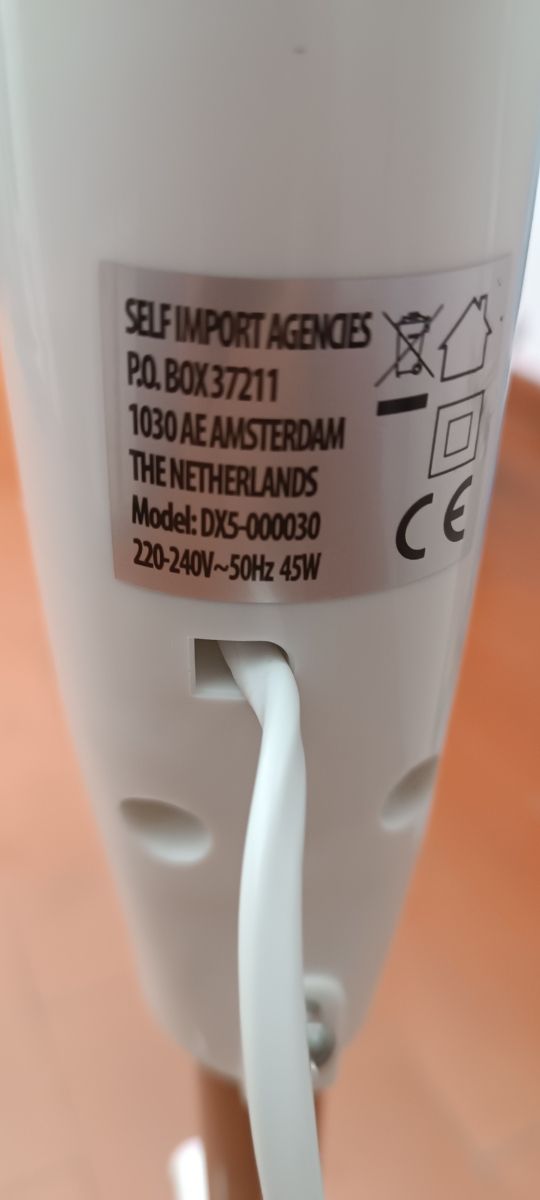 SELF IMPORT AGENCIES
P.O. BOX 37211
1030 AE AMSTERDAM
THE NETHERLANDS
Model: DX5-000030
220-240V~50Hz 45W
CE